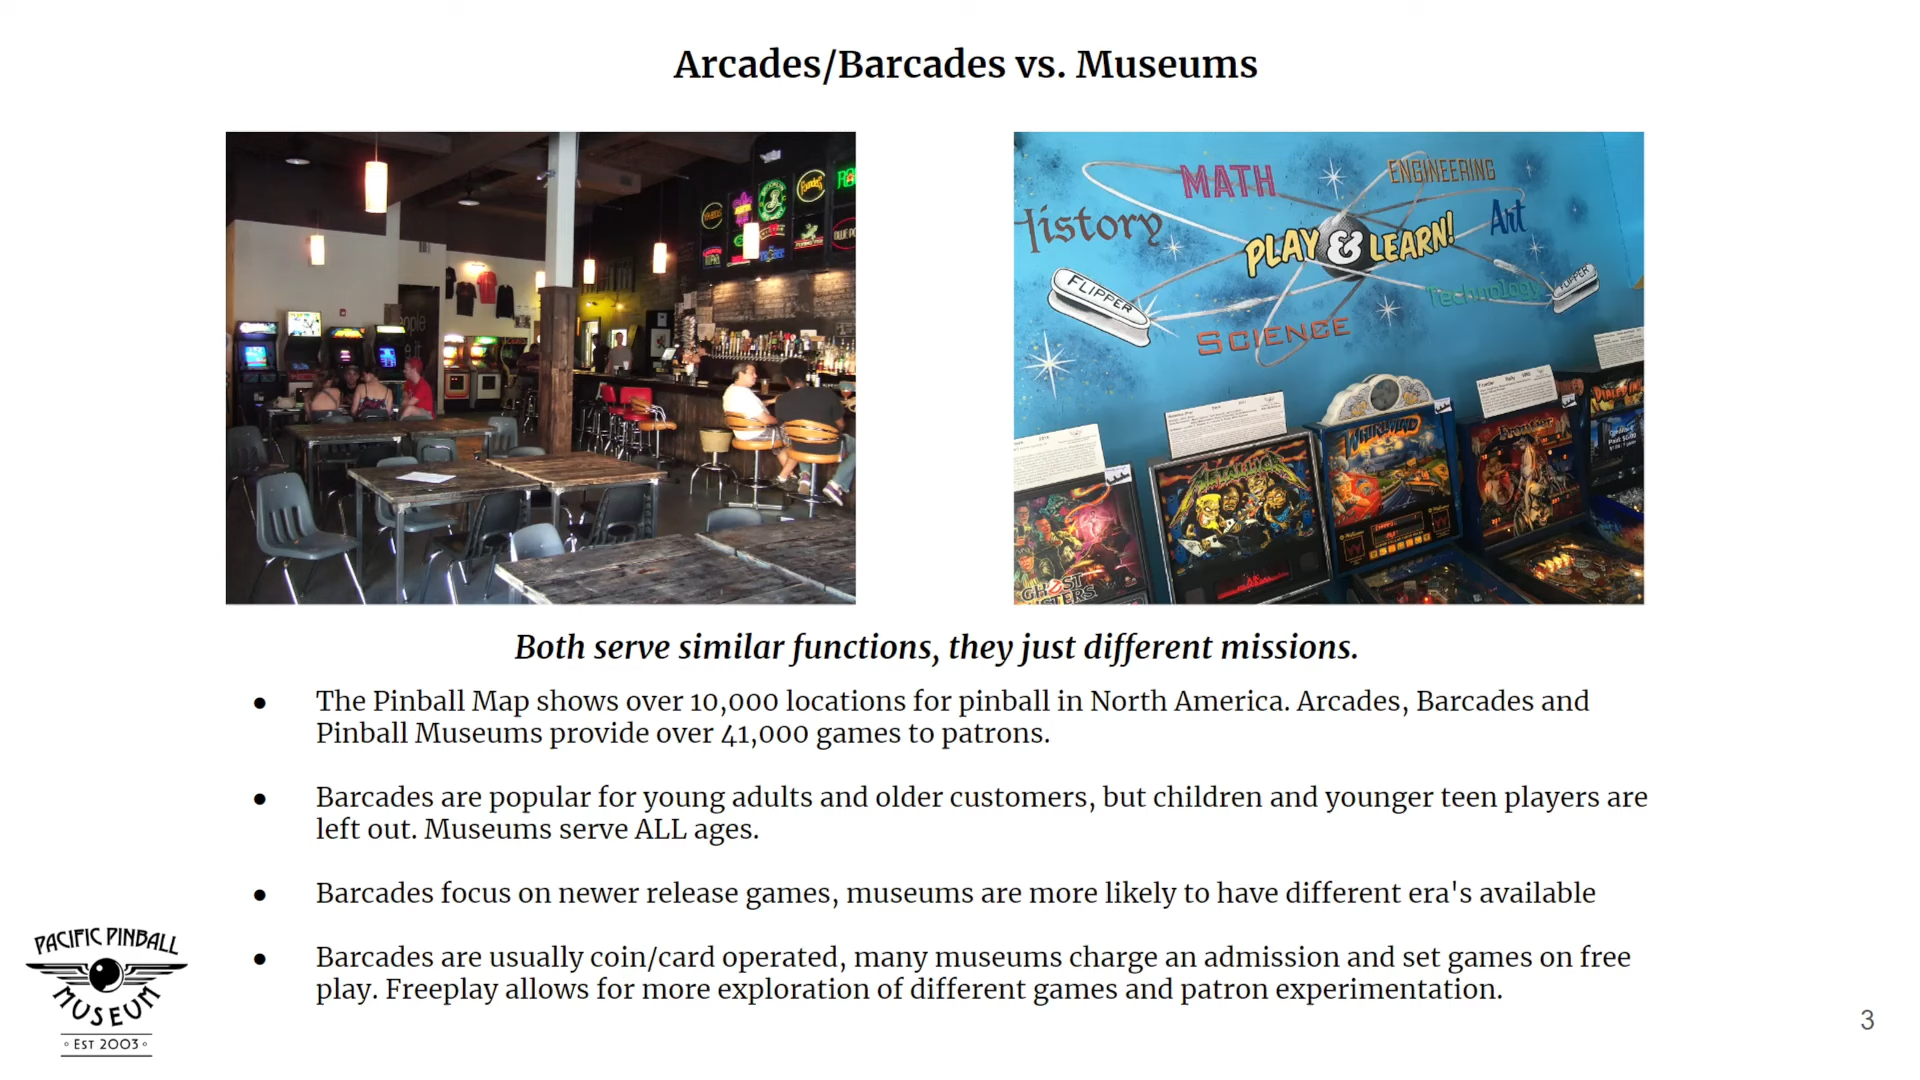 Arcades/Barcades vs. Museums
MATH
ENGINEERING
History
Art
PLAY & LEARN!
FLIPPER
FLIPPER
Technology
SCIENCE
WHIRLWIND
Metallica
Frontier
GHOSTBUSTERS
Both serve similar functions, they just different missions.
● The Pinball Map shows over 10,000 locations for pinball in North America. Arcades, Barcades and
Pinball Museums provide over 41,000 games to patrons.
● Barcades are popular for young adults and older customers, but children and younger teen players are
left out. Museums serve ALL ages.
● Barcades focus on newer release games, museums are more likely to have different era's available
● Barcades are usually coin/card operated, many museums charge an admission and set games on free
play. Freeplay allows for more exploration of different games and patron experimentation.
PACIFIC PINBALL
MUSEUM
◦ EST 2003 ◦
3